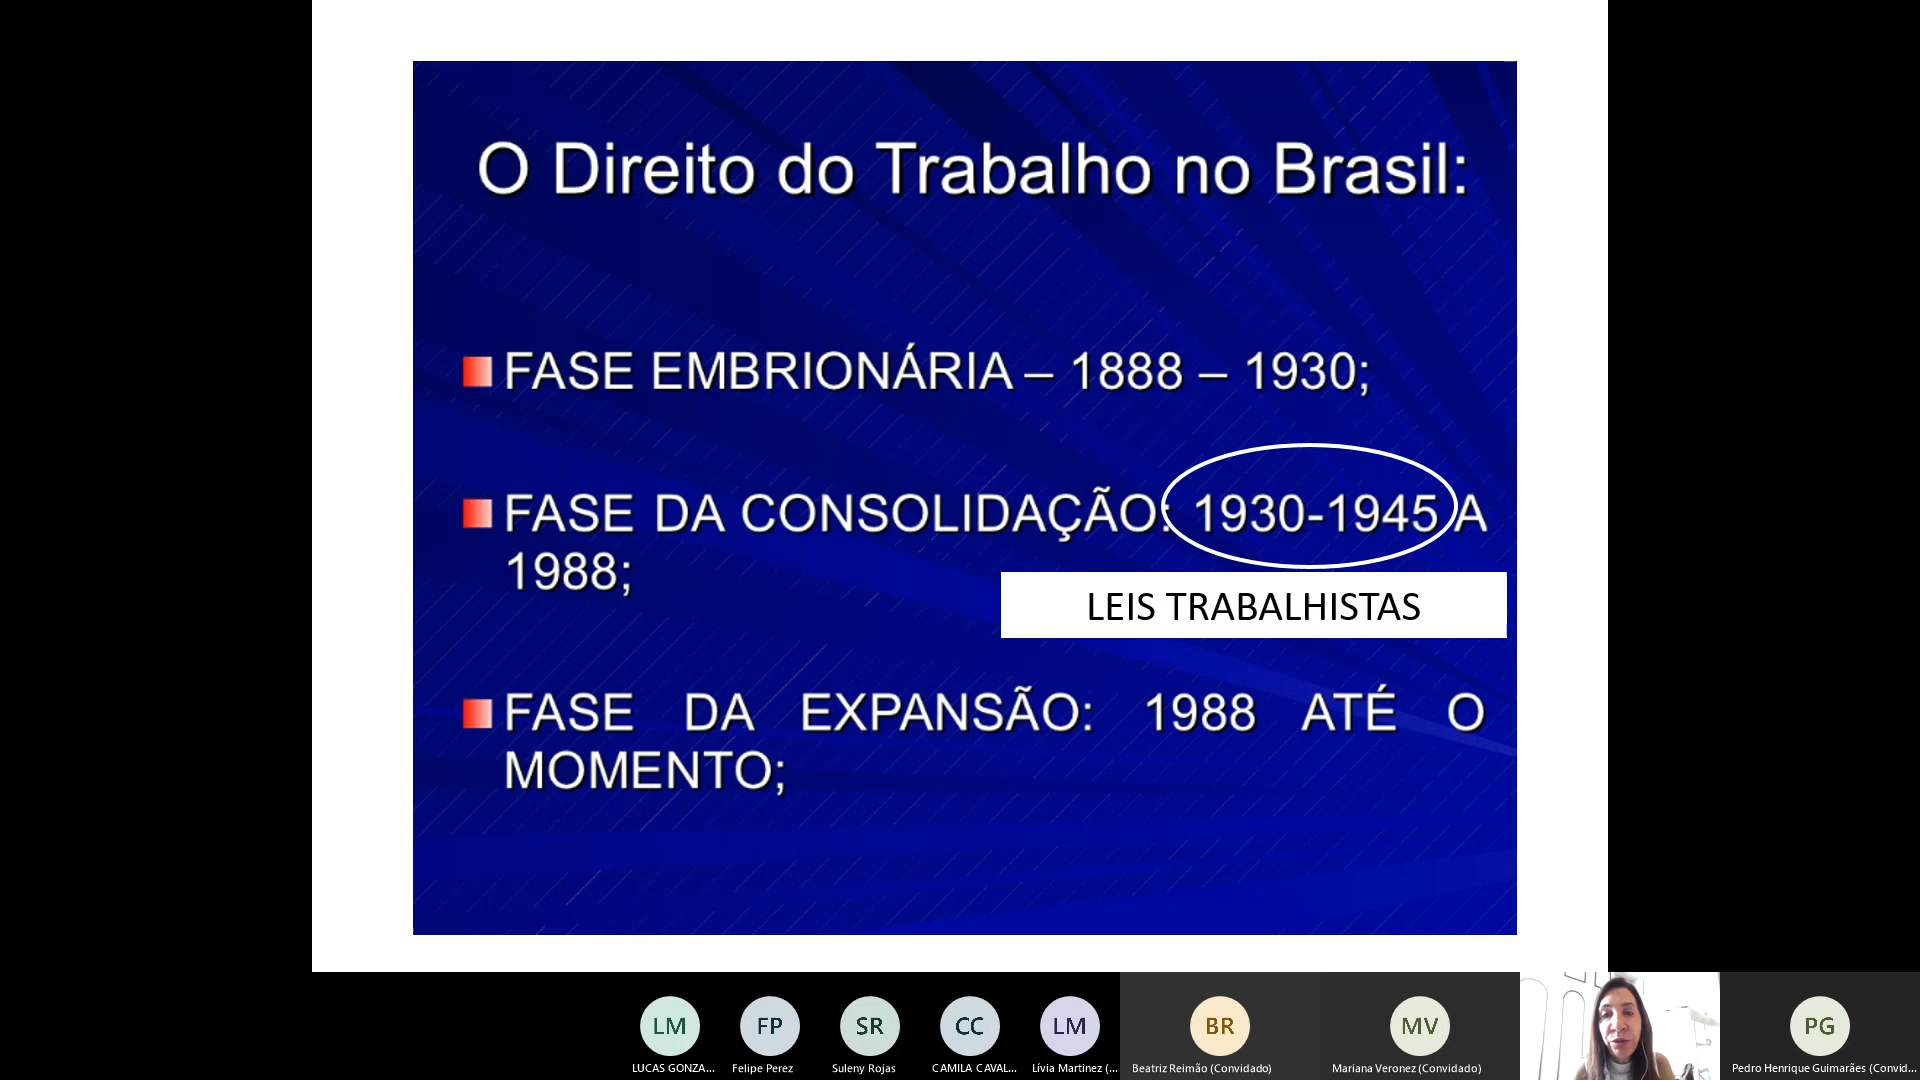 O Direito do Trabalho no Brasil:
FASE EMBRIONÁRIA – 1888 – 1930;
FASE DA CONSOLIDAÇÃO: 1930-1945 A
1988;
LEIS TRABALHISTAS
FASE DA EXPANSÃO: 1988 ATÉ O
MOMENTO;
LM
FP
SR
CC
LM
BR
MV
PG
LUCAS GONZA...
Felipe Perez
Suleny Rojas
CAMILA CAVAL...
Lívia Martinez (...
Beatriz Reimão (Convidado)
Mariana Veronez (Convidado)
Pedro Henrique Guimarães (Convid...